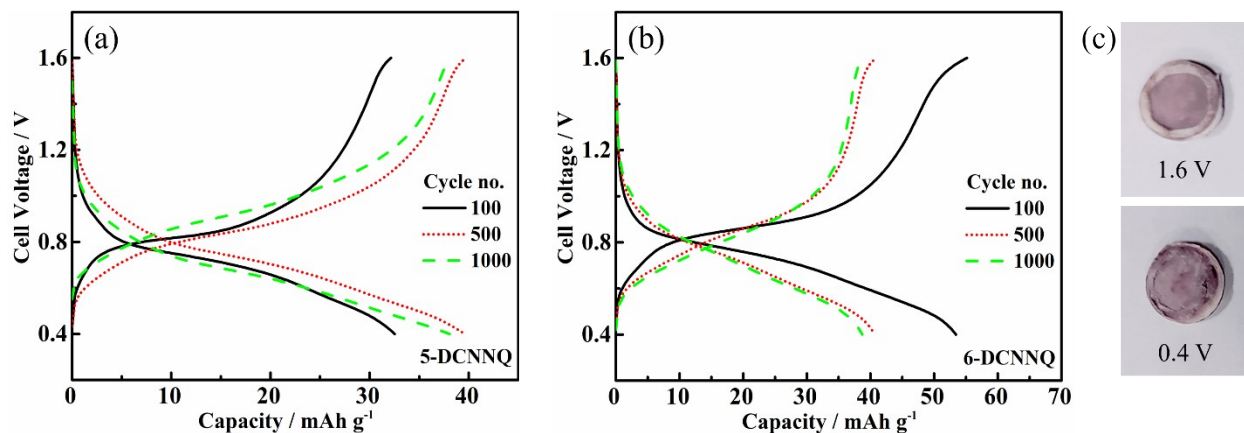 (a)
Cell Voltage / V
1.6
1.2
0.8
0.4
0
10
20
30
40
Capacity / mAh g⁻¹
Cycle no.
100
500
1000
5-DCNNQ
(b)
Cell Voltage / V
1.6
1.2
0.8
0.4
0
10
20
30
40
50
60
70
Capacity / mAh g⁻¹
Cycle no.
100
500
1000
6-DCNNQ
(c)
1.6 V
0.4 V